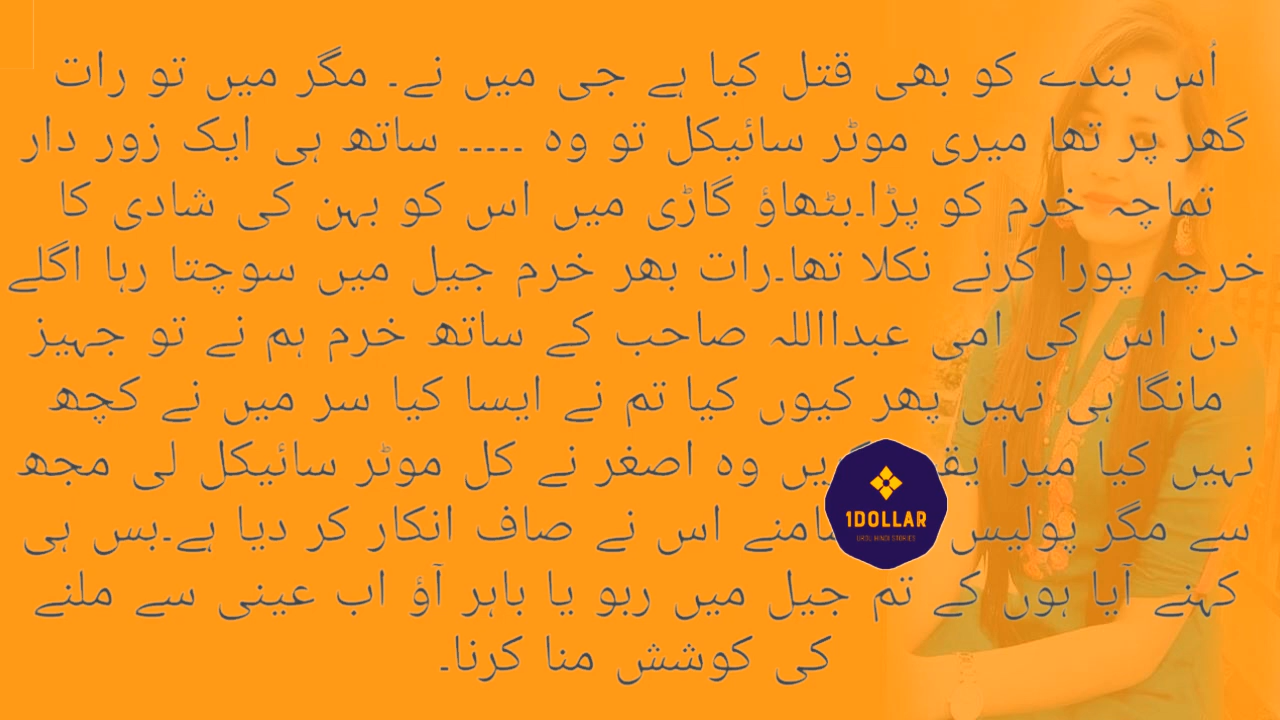 اُس بندے کو بھی قتل کیا ہے جی میں نے۔ مگر میں تو رات
گھر پر تھا میری موٹر سائیکل تو وہ ۔۔۔۔۔ ساتھ ہی ایک زور دار
تماچہ خرم کو پڑا۔بٹھاؤ گاڑی میں اس کو بہن کی شادی کا
خرچہ پورا کرنے نکلا تھا۔رات بھر خرم جیل میں سوچتا رہا اگلے
دن اس کی امی عبدااللہ صاحب کے ساتھ خرم ہم نے تو جہیز
مانگا ہی نہیں پھر کیوں کیا تم نے ایسا کیا سر میں نے کچھ
نہیں کیا میرا وہ اصغر نے کل موٹر سائیکل لی مجھ
سے مگر پولیس سامنے اس نے صاف انکار کر دیا ہے۔بس ہی
کہنے آیا ہوں کے تم جیل میں ربو یا باہر آؤ اب عینی سے ملنے
کی کوشش منا کرنا۔
1DOLLAR
URDU HINDI STORIES